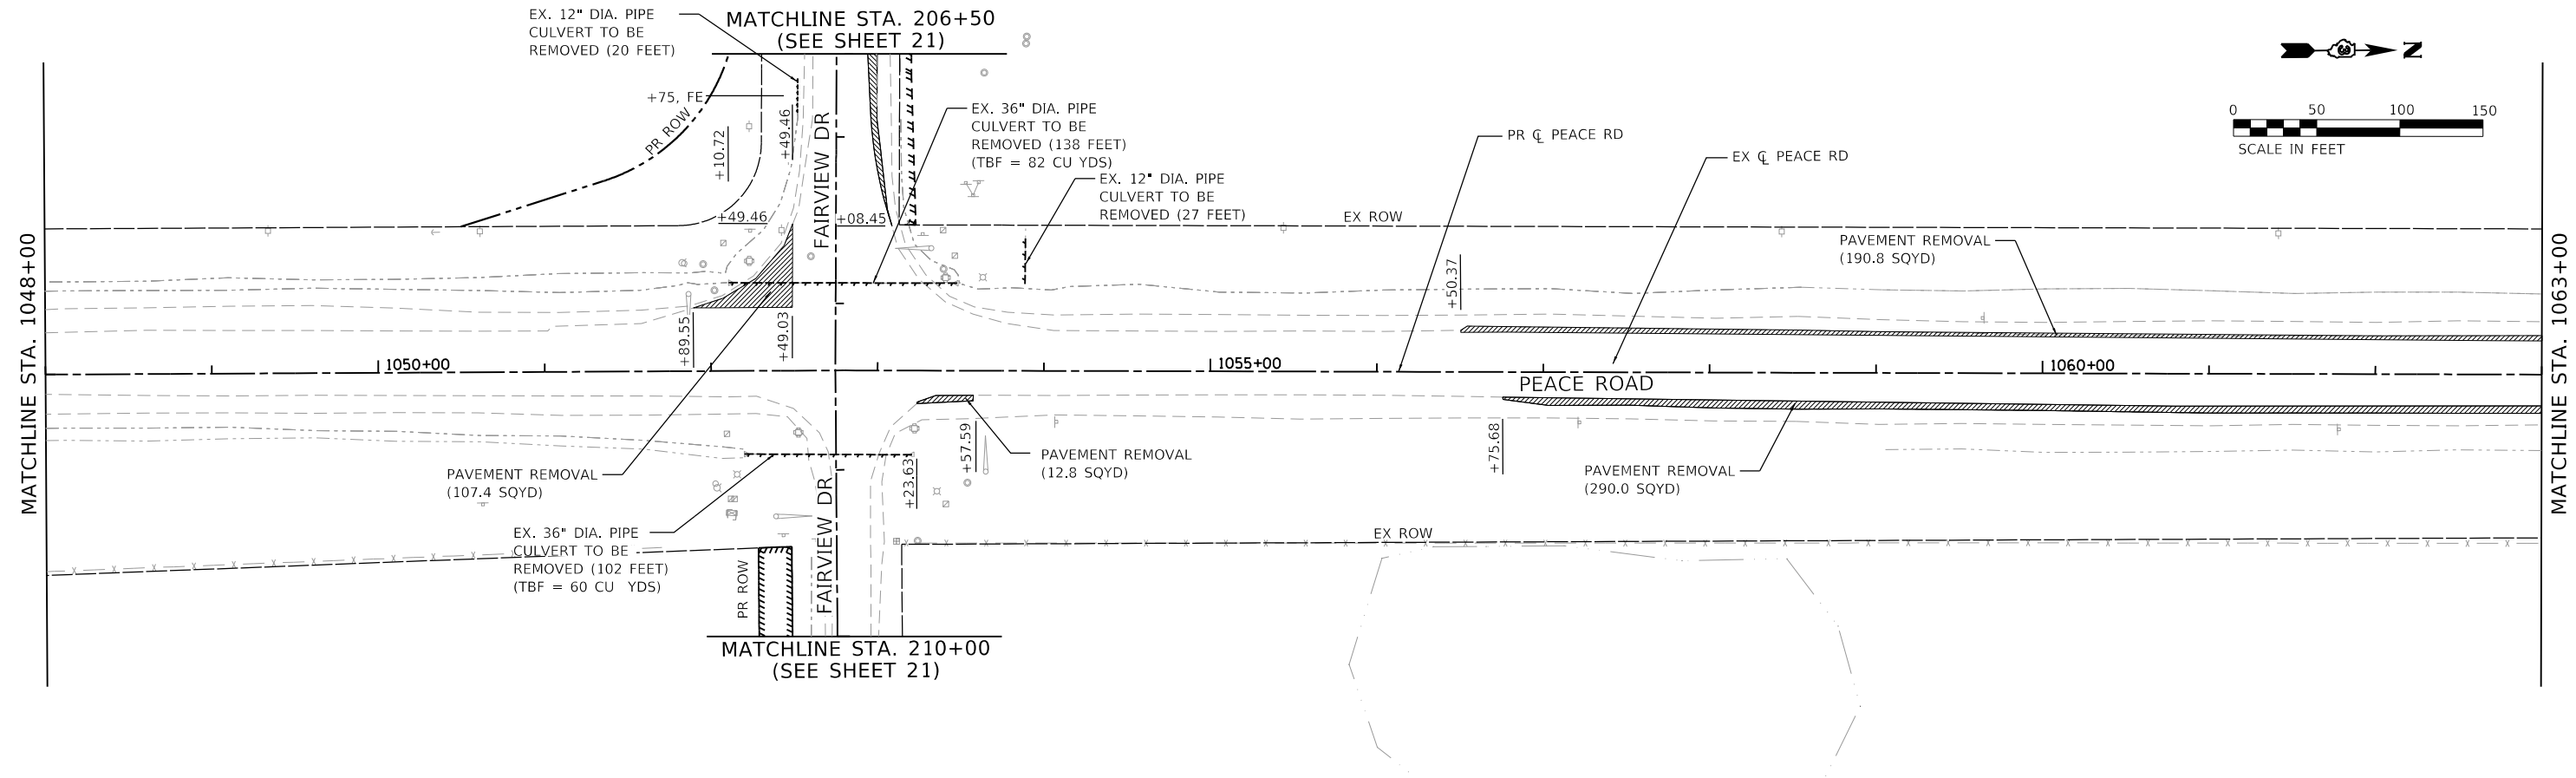 EX. 12" DIA. PIPE
CULVERT TO BE
REMOVED (20 FEET)
MATCHLINE STA. 206+50
(SEE SHEET 21)
N
+75, FE
PR ROW
+10.72
+49.46
FAIRVIEW DR
EX. 36" DIA. PIPE
CULVERT TO BE
REMOVED (138 FEET)
(TBF = 82 CU YDS)
EX. 12" DIA. PIPE
CULVERT TO BE
REMOVED (27 FEET)
PR ℄ PEACE RD
EX ℄ PEACE RD
0 50 100 150
SCALE IN FEET
+49.46
+08.45
EX ROW
PAVEMENT REMOVAL
(190.8 SQYD)
MATCHLINE STA. 1048+00
MATCHLINE STA. 1063+00
+89.55
+49.03
+50.37
1050+00
1055+00
1060+00
PEACE ROAD
PAVEMENT REMOVAL
(107.4 SQYD)
+23.63
+57.59
PAVEMENT REMOVAL
(12.8 SQYD)
+75.68
PAVEMENT REMOVAL
(290.0 SQYD)
EX. 36" DIA. PIPE
CULVERT TO BE
REMOVED (102 FEET)
(TBF = 60 CU YDS)
EX ROW
PR ROW
FAIRVIEW DR
MATCHLINE STA. 210+00
(SEE SHEET 21)